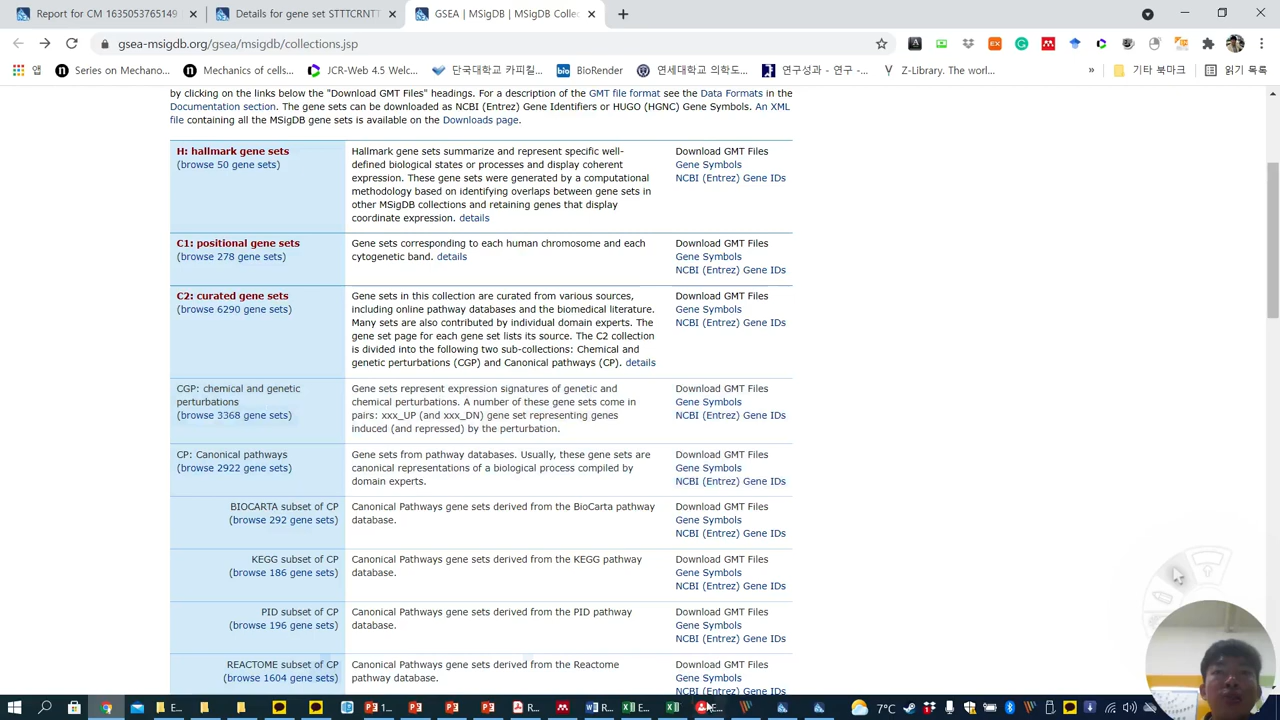 Report for CM 1635053765149
Details for gene set STTTCRNTT
GSEA | MSigDB | MSigDB Collec
gsea-msigdb.org/gsea/msigdb/collections.jsp
앱
Series on Mechano...
Mechanics of cells...
JCR-Web 4.5 Welc...
단국대학교 카피킬...
BioRender
연세대학교 의학도...
연구성과 - 연구 -...
Z-Library. The wor...
»
기타 북마크
읽기 목록
by clicking on the links below the "Download GMT Files" headings. For a description of the GMT file format see the Data Formats in the
Documentation section. The gene sets can be downloaded as NCBI (Entrez) Gene Identifiers or HUGO (HGNC) Gene Symbols. An XML
file containing all the MSigDB gene sets is available on the Downloads page.
H: hallmark gene sets
(browse 50 gene sets)
Hallmark gene sets summarize and represent specific well-
defined biological states or processes and display coherent
expression. These gene sets were generated by a computational
methodology based on identifying overlaps between gene sets in
other MSigDB collections and retaining genes that display
coordinate expression. details
Download GMT Files
Gene Symbols
NCBI (Entrez) Gene IDs
C1: positional gene sets
(browse 278 gene sets)
Gene sets corresponding to each human chromosome and each
cytogenetic band. details
Download GMT Files
Gene Symbols
NCBI (Entrez) Gene IDs
C2: curated gene sets
(browse 6290 gene sets)
Gene sets in this collection are curated from various sources,
including online pathway databases and the biomedical literature.
Many sets are also contributed by individual domain experts. The
gene set page for each gene set lists its source. The C2 collection
is divided into the following two sub-collections: Chemical and
genetic perturbations (CGP) and Canonical pathways (CP). details
Download GMT Files
Gene Symbols
NCBI (Entrez) Gene IDs
CGP: chemical and genetic
perturbations
(browse 3368 gene sets)
Gene sets represent expression signatures of genetic and
chemical perturbations. A number of these gene sets come in
pairs: xxx_UP (and xxx_DN) gene set representing genes
induced (and repressed) by the perturbation.
Download GMT Files
Gene Symbols
NCBI (Entrez) Gene IDs
CP: Canonical pathways
(browse 2922 gene sets)
Gene sets from pathway databases. Usually, these gene sets are
canonical representations of a biological process compiled by
domain experts.
Download GMT Files
Gene Symbols
NCBI (Entrez) Gene IDs
BIOCARTA subset of CP
(browse 292 gene sets)
Canonical Pathways gene sets derived from the BioCarta pathway
database.
Download GMT Files
Gene Symbols
NCBI (Entrez) Gene IDs
KEGG subset of CP
(browse 186 gene sets)
Canonical Pathways gene sets derived from the KEGG pathway
database.
Download GMT Files
Gene Symbols
NCBI (Entrez) Gene IDs
PID subset of CP
(browse 196 gene sets)
Canonical Pathways gene sets derived from the PID pathway
database.
Download GMT Files
Gene Symbols
NCBI (Entrez) Gene IDs
REACTOME subset of CP
(browse 1604 gene sets)
Canonical Pathways gene sets derived from the Reactome
pathway database.
Download GMT Files
Gene Symbols
NCBI (Entrez) Gene IDs
7°C